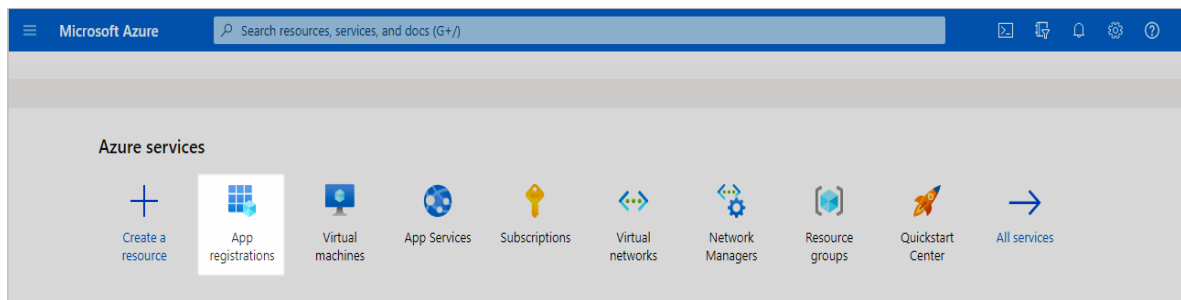 Microsoft Azure
Search resources, services, and docs (G+/)
Azure services
Create a
resource
App
registrations
Virtual
machines
App Services
Subscriptions
Virtual
networks
Network
Managers
Resource
groups
Quickstart
Center
All services